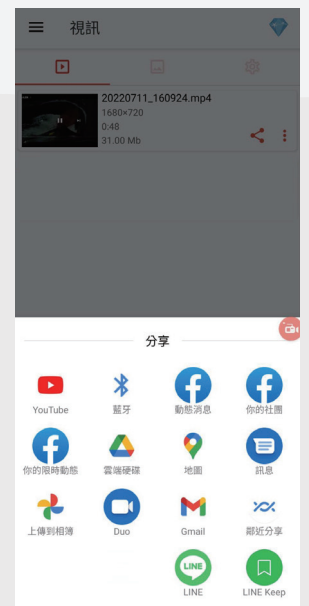 視訊
20220711_160924.mp4
1680×720
0:48
31.00 Mb
分享
YouTube
藍牙
動態消息
你的社團
你的限時動態
雲端硬碟
地圖
訊息
上傳到相簿
Duo
Gmail
鄰近分享
LINE
LINE
LINE Keep